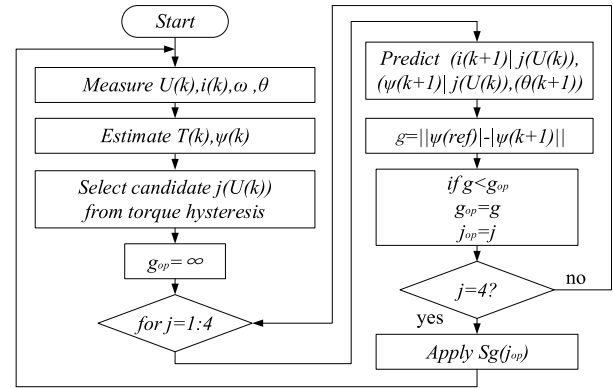 Start
Measure U(k),i(k),ω ,θ
Estimate T(k),ψ(k)
Select candidate j(U(k))
from torque hysteresis
gop= ∞
for j=1:4
Predict (i(k+1)| j(U(k)),
(ψ(k+1)| j(U(k)),(θ(k+1))
g=||ψ(ref)|-|ψ(k+1)||
if g<gop
gop=g
jop=j
j=4?
no
yes
Apply Sg(jop)